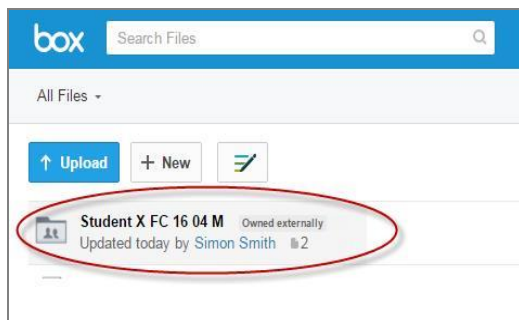 box Search Files
All Files
Upload + New
Student X FC 16 04 M Owned externally
Updated today by Simon Smith 2